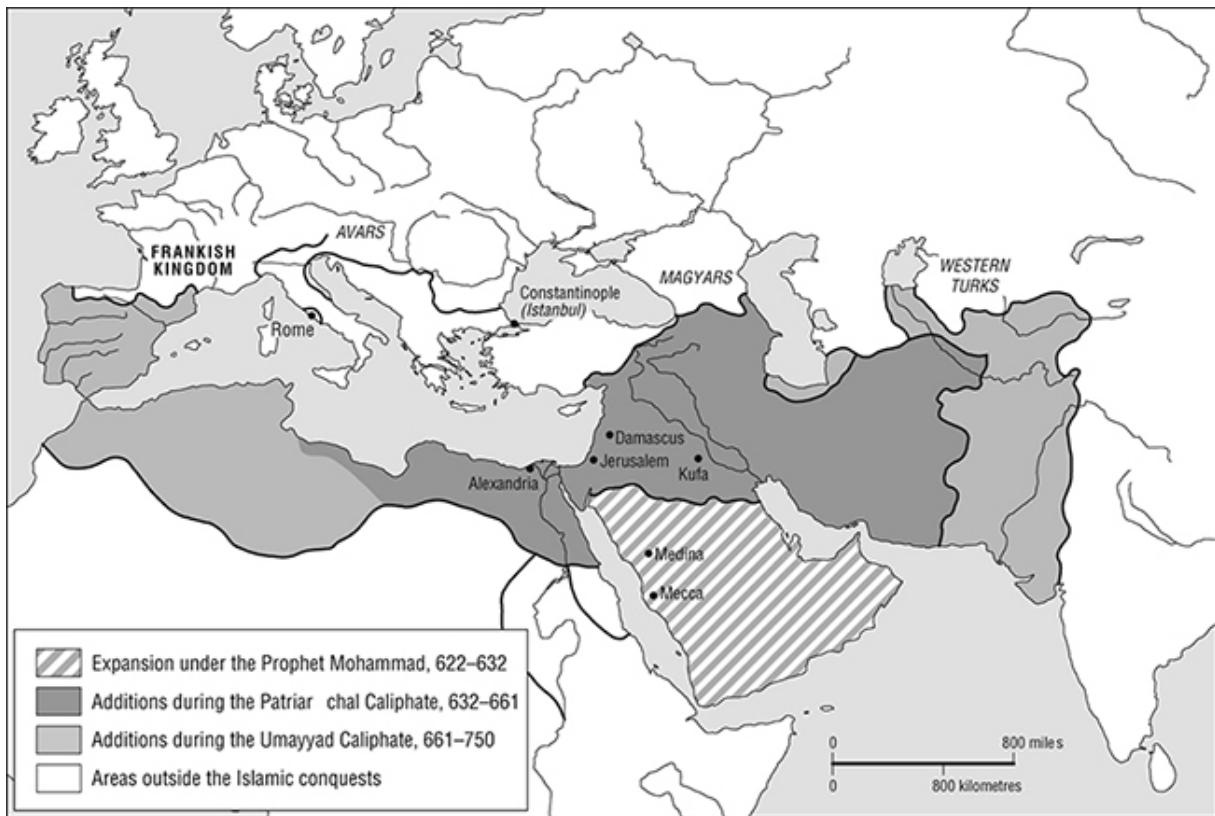 FRANKISH
KINGDOM
AVARS
MAGYARS
WESTERN
TURKS
Constantinople
(Istanbul)
Rome
Damascus
Jerusalem
Kufa
Alexandria
Medina
Mecca
Expansion under the Prophet Mohammad, 622–632
Additions during the Patriar chal Caliphate, 632–661
Additions during the Umayyad Caliphate, 661–750
Areas outside the Islamic conquests
0 800 miles
0 800 kilometres